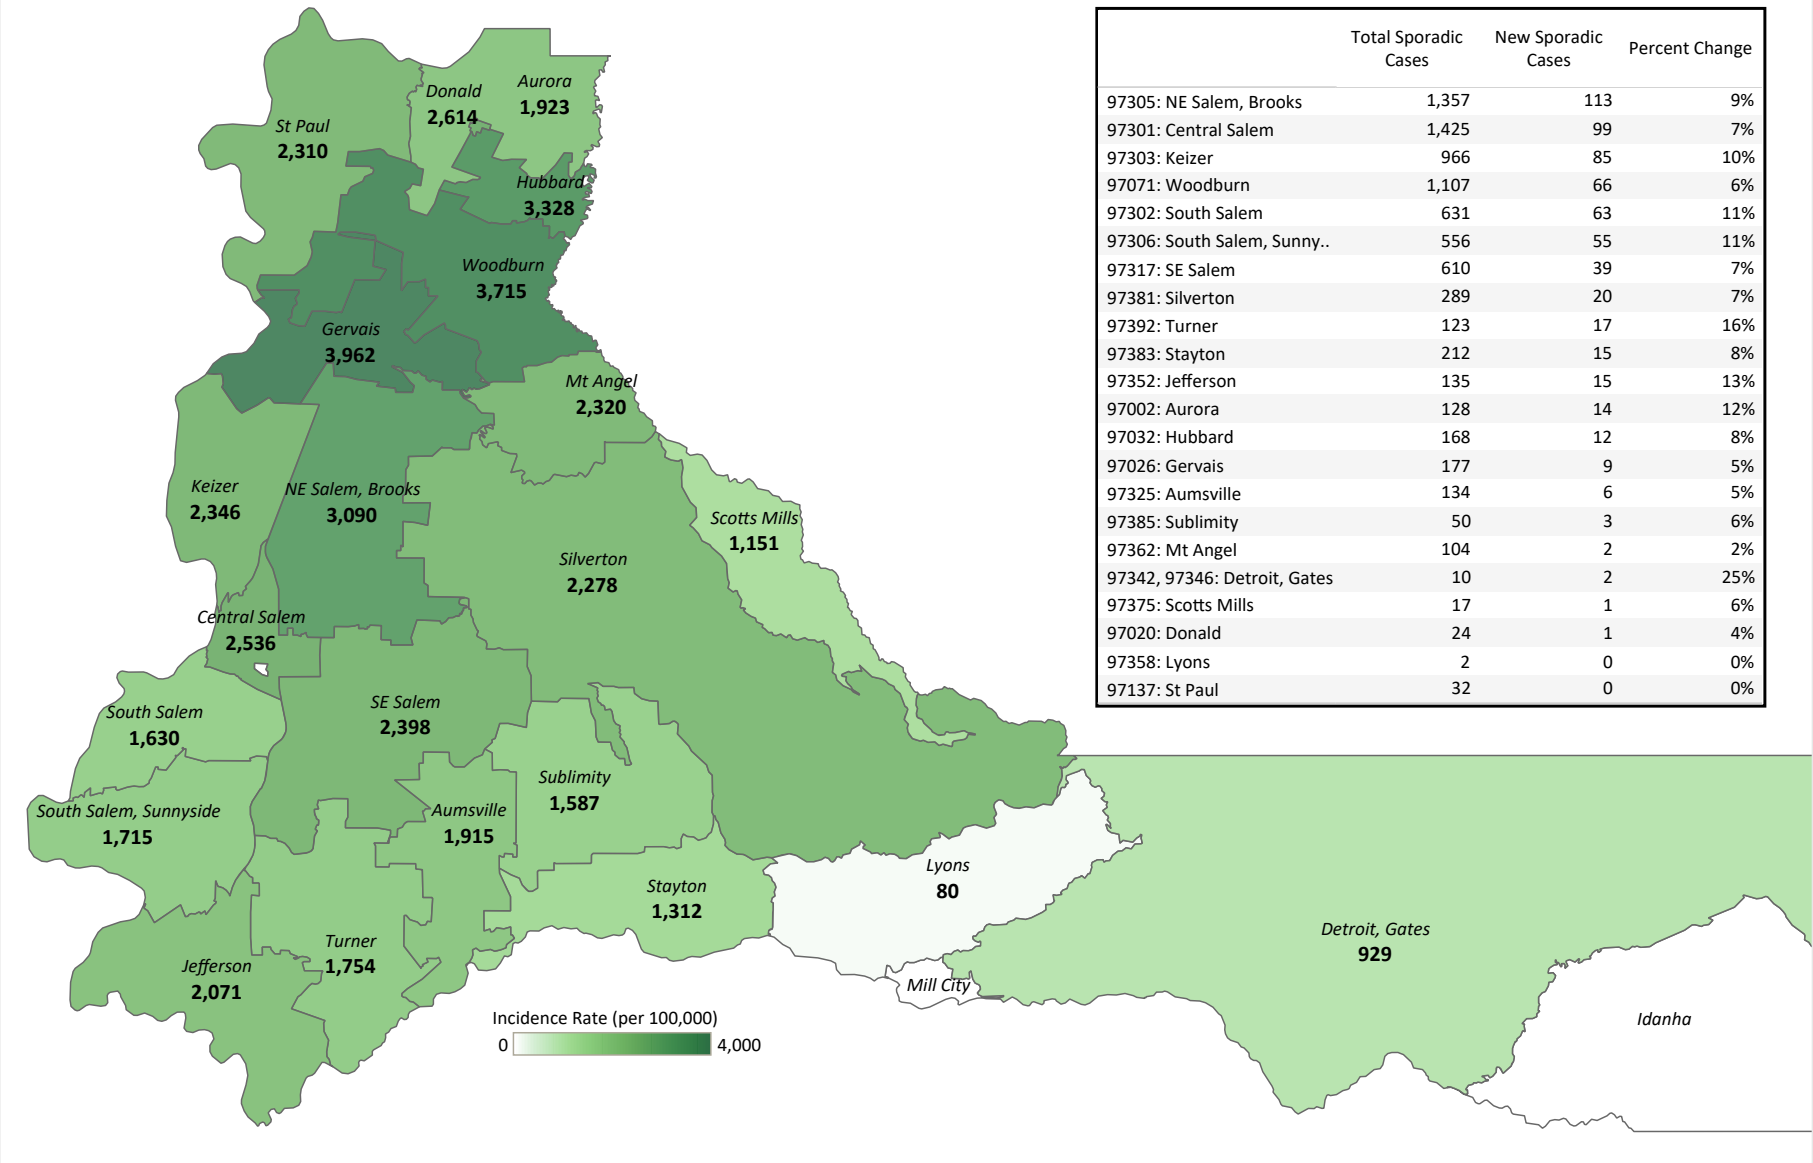 Total Sporadic Cases New Sporadic Cases Percent Change
97305: NE Salem, Brooks 1,357 113 9%
97301: Central Salem 1,425 99 7%
97303: Keizer 966 85 10%
97071: Woodburn 1,107 66 6%
97302: South Salem 631 63 11%
97306: South Salem, Sunny.. 556 55 11%
97317: SE Salem 610 39 7%
97381: Silverton 289 20 7%
97392: Turner 123 17 16%
97383: Stayton 212 15 8%
97352: Jefferson 135 15 13%
97002: Aurora 128 14 12%
97032: Hubbard 168 12 8%
97026: Gervais 177 9 5%
97325: Aumsville 134 6 5%
97385: Sublimity 50 3 6%
97362: Mt Angel 104 2 2%
97342, 97346: Detroit, Gates 10 2 25%
97375: Scotts Mills 17 1 6%
97020: Donald 24 1 4%
97358: Lyons 2 0 0%
97137: St Paul 32 0 0%
Aurora
1,923
Donald
2,614
St Paul
2,310
Hubbard
3,328
Woodburn
3,715
Gervais
3,962
Mt Angel
2,320
Keizer
2,346
NE Salem, Brooks
3,090
Scotts Mills
1,151
Silverton
2,278
Central Salem
2,536
SE Salem
2,398
South Salem
1,630
Sublimity
1,587
South Salem, Sunnyside
1,715
Aumsville
1,915
Lyons
80
Stayton
1,312
Detroit, Gates
929
Turner
1,754
Jefferson
2,071
Mill City
Idanha
Incidence Rate (per 100,000)
0 4,000